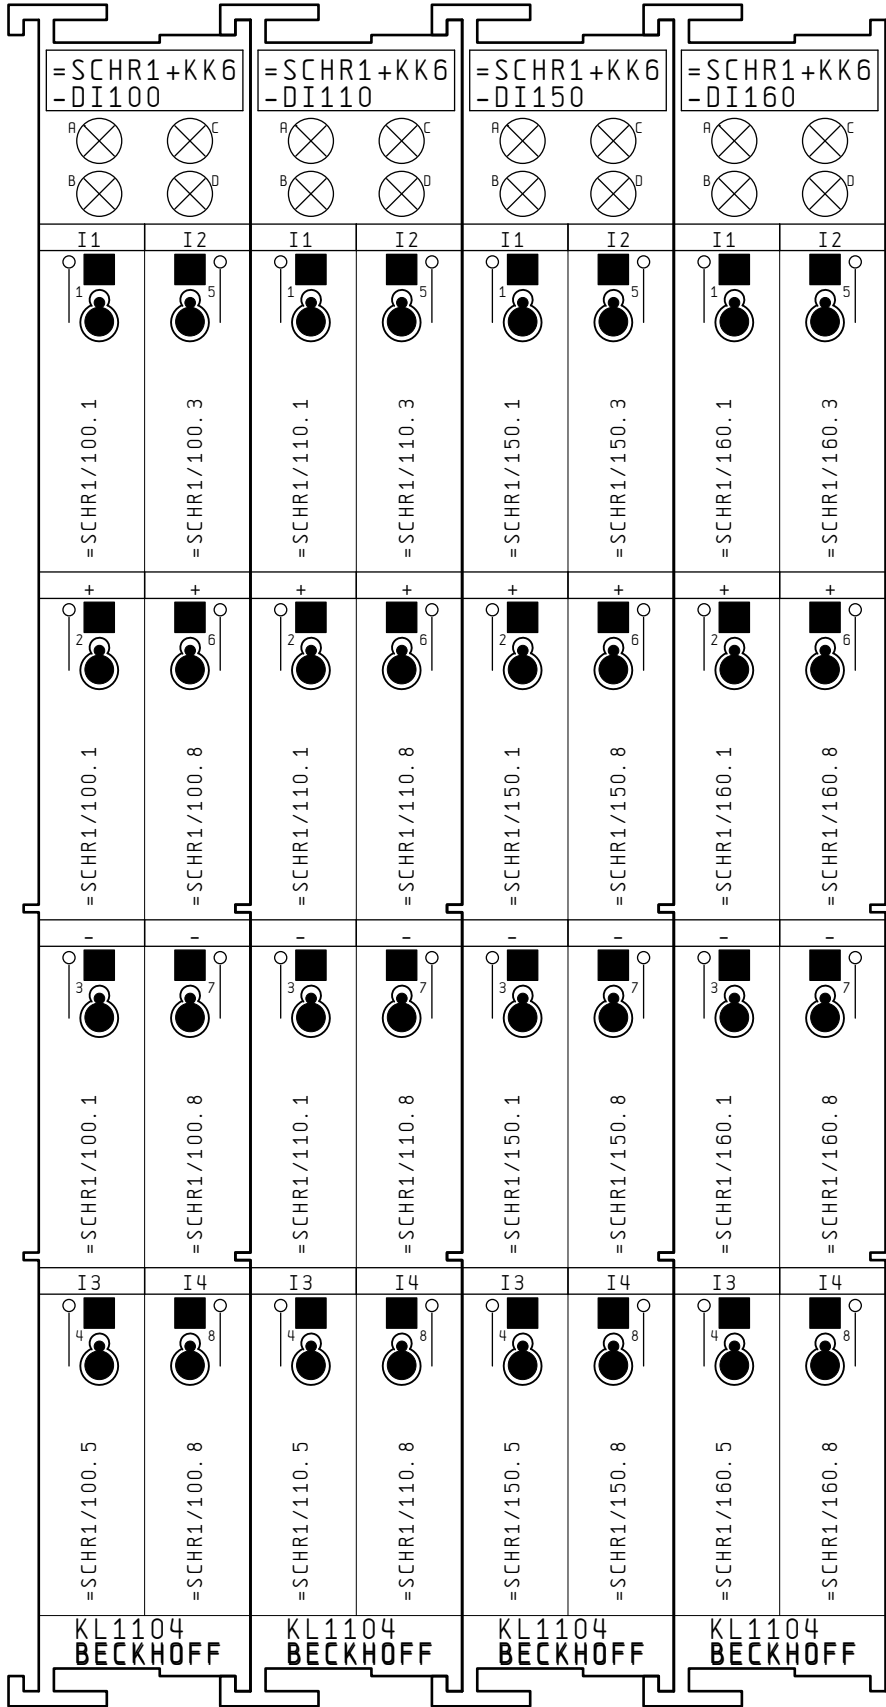 =SCHR1+KK6 =SCHR1+KK6 =SCHR1+KK6 =SCHR1+KK6
-DI100 -DI110 -DI150 -DI160
A C A C A C A C
B D B D B D B D
I1 I2 I1 I2 I1 I2 I1 I2
1 5 1 5 1 5 1 5
=SCHR1/100.1 =SCHR1/100.3 =SCHR1/110.1 =SCHR1/110.3 =SCHR1/150.1 =SCHR1/150.3 =SCHR1/160.1 =SCHR1/160.3
+ + + + + + + +
2 6 2 6 2 6 2 6
=SCHR1/100.1 =SCHR1/100.8 =SCHR1/110.1 =SCHR1/110.8 =SCHR1/150.1 =SCHR1/150.8 =SCHR1/160.1 =SCHR1/160.8
- - - - - - - -
3 7 3 7 3 7 3 7
=SCHR1/100.1 =SCHR1/100.8 =SCHR1/110.1 =SCHR1/110.8 =SCHR1/150.1 =SCHR1/150.8 =SCHR1/160.1 =SCHR1/160.8
I3 I4 I3 I4 I3 I4 I3 I4
4 8 4 8 4 8 4 8
=SCHR1/100.5 =SCHR1/100.8 =SCHR1/110.5 =SCHR1/110.8 =SCHR1/150.5 =SCHR1/150.8 =SCHR1/160.5 =SCHR1/160.8
KL1104 KL1104 KL1104 KL1104
BECKHOFF BECKHOFF BECKHOFF BECKHOFF